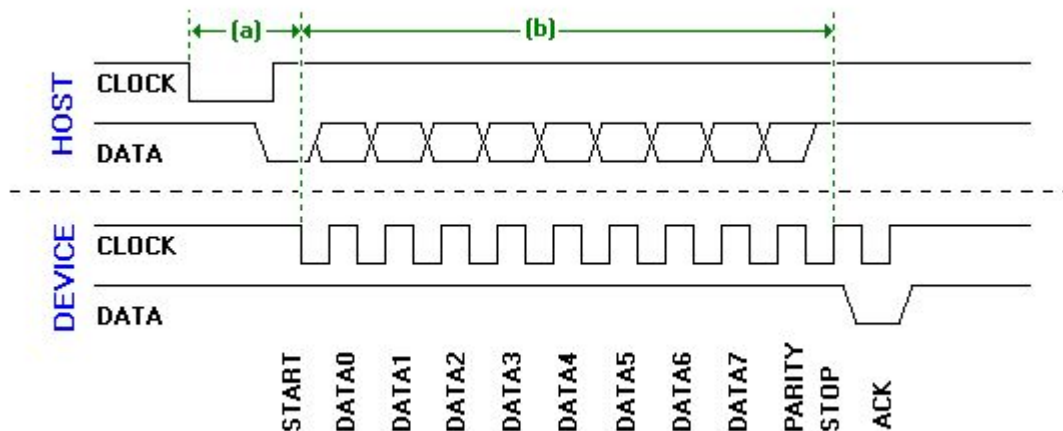 (a)
(b)
HOST
CLOCK
DATA
DEVICE
CLOCK
DATA
START
DATA0
DATA1
DATA2
DATA3
DATA4
DATA5
DATA6
DATA7
PARITY
STOP
ACK